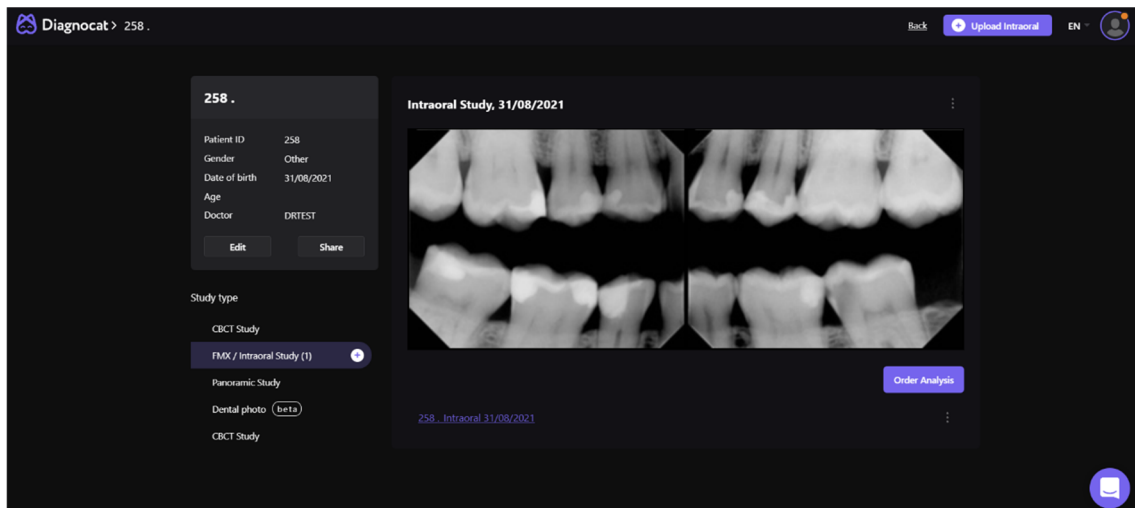 Diagnocat > 258 .
Back
Upload Intraoral
EN
258 .
Patient ID 258
Gender Other
Date of birth 31/08/2021
Age
Doctor DRTEST
Edit Share
Study type
CBCT Study
FMX / Intraoral Study (1)
Panoramic Study
Dental photo beta
CBCT Study
Intraoral Study, 31/08/2021
Order Analysis
258 . Intraoral 31/08/2021